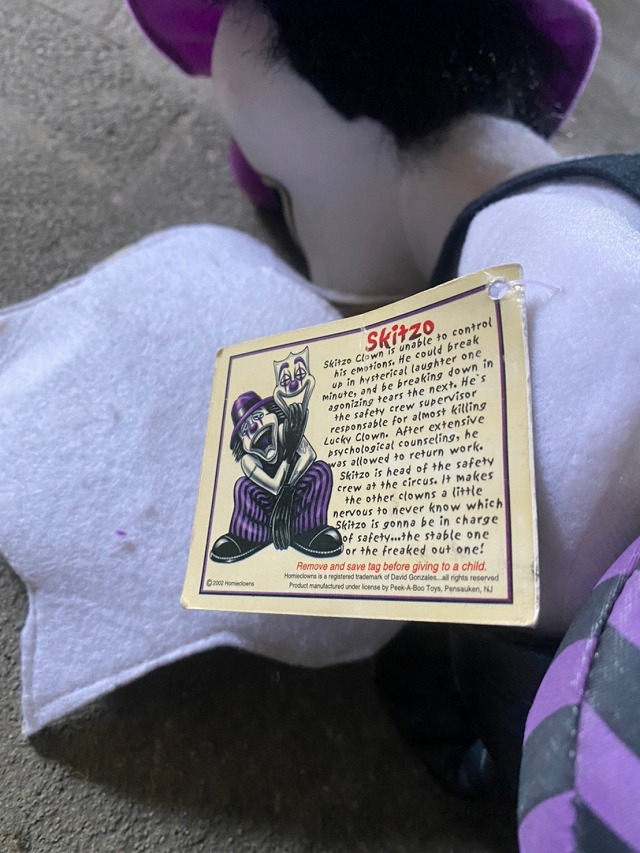 Skitzo
Skitzo Clown is unable to control
his emotions. He could break
up in hysterical laughter one
minute, and be breaking down in
agonizing tears the next. He's
the safety crew supervisor
responsible for almost killing
Lucky Clown. After extensive
psychological counseling, he
was allowed to return work.
Skitzo is head of the safety
crew at the circus. It makes
the other clowns a little
nervous to never know which
Skitzo is gonna be in charge
of safety...the stable one
or the freaked out one!
Remove and save tag before giving to a child.
Homieclowns is a registered trademark of David Gonzales...all rights reserved
©2002 Homieclowns
Product manufactured under license by Peek-A-Boo Toys, Pensauken, NJ